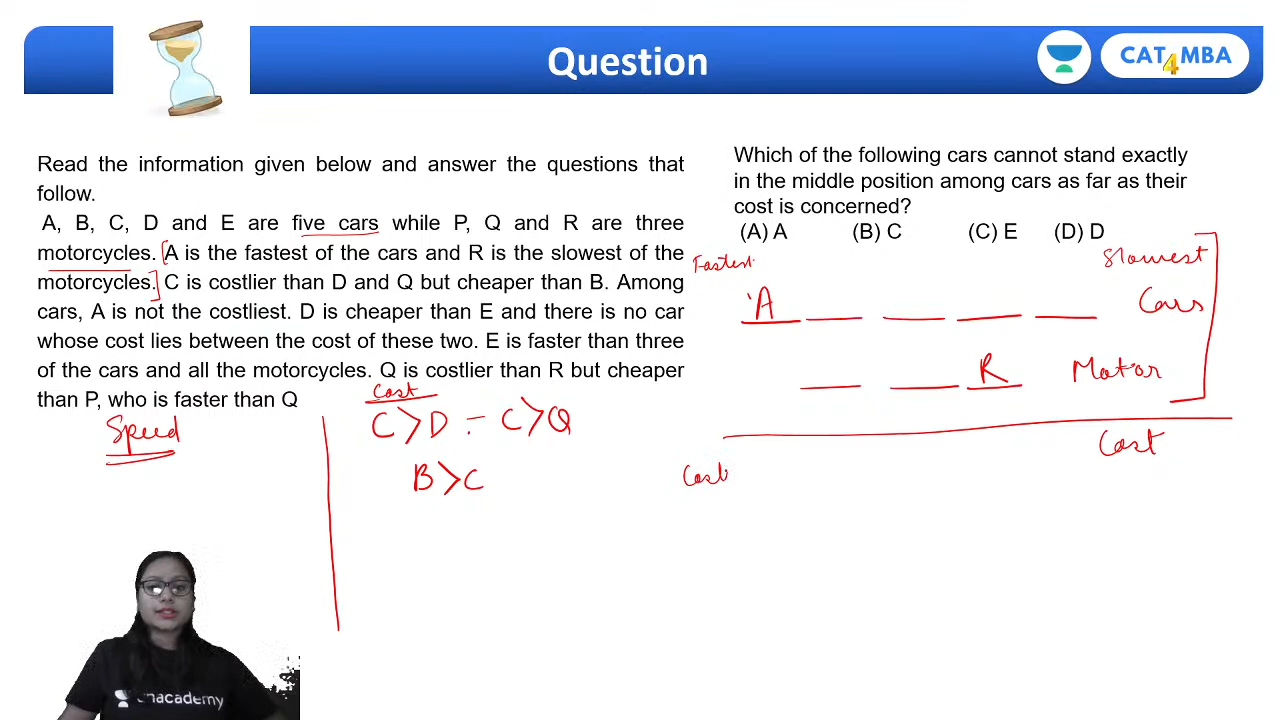 Question
CAT4MBA
Read the information given below and answer the questions that
follow.
A, B, C, D and E are five cars while P, Q and R are three
motorcycles. A is the fastest of the cars and R is the slowest of the
motorcycles. C is costlier than D and Q but cheaper than B. Among
cars, A is not the costliest. D is cheaper than E and there is no car
whose cost lies between the cost of these two. E is faster than three
of the cars and all the motorcycles. Q is costlier than R but cheaper
than P, who is faster than Q
Speed
Cost
C > D - C > Q
B > C
Which of the following cars cannot stand exactly
in the middle position among cars as far as their
cost is concerned?
(A) A (B) C (C) E (D) D
Fastest Slowest
A Cars
R Motor
Cost
Cost
unacademy